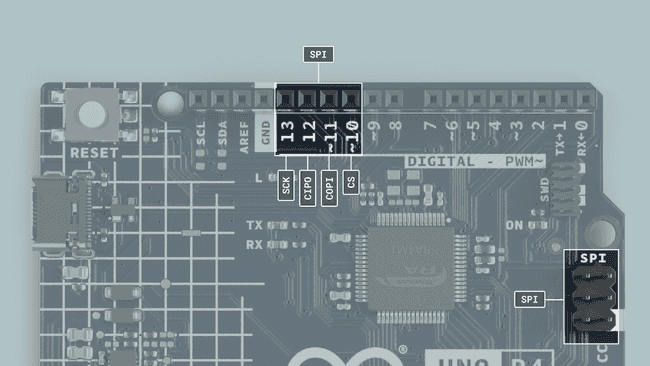 SPI
SCL
SDA
AREF
GND
13
12
~11
~10
~9
8
7
~6
~5
4
~3
2
TX→1
RX←0
RESET
DIGITAL - PWM~
L
SCK
CIPO
COPI
CS
SWD
TX
RX
ON
RA4M1
SPI
SPI
UNO R4
®